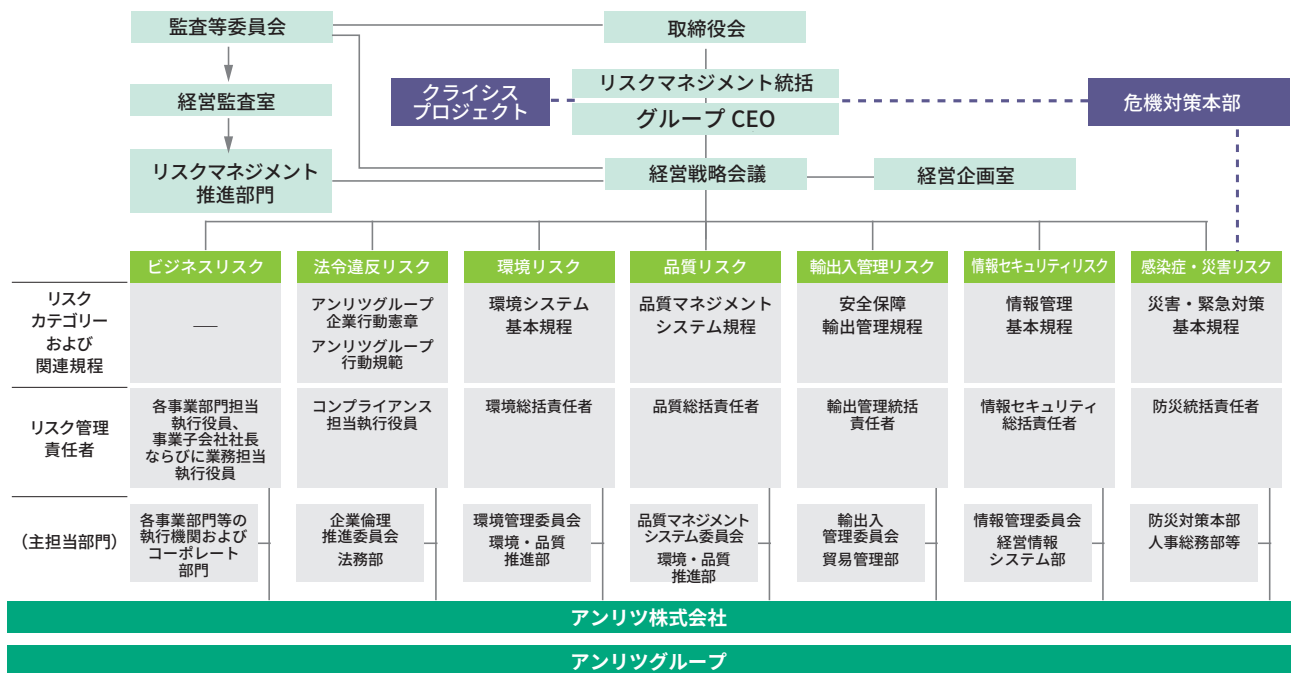 監査等委員会
取締役会
経営監査室
クライシス
プロジェクト
リスクマネジメント統括
グループ CEO
危機対策本部
リスクマネジメント
推進部門
経営戦略会議
経営企画室
ビジネスリスク
法令違反リスク
環境リスク
品質リスク
輸出入管理リスク
情報セキュリティリスク
感染症・災害リスク
リスク
カテゴリー
および
関連規程
──
アンリツグループ
企業行動憲章
アンリツグループ
行動規範
環境システム
基本規程
品質マネジメント
システム規程
安全保障
輸出管理規程
情報管理
基本規程
災害・緊急対策
基本規程
リスク管理
責任者
各事業部門担当
執行役員、
事業子会社社長
ならびに業務担当
執行役員
コンプライアンス
担当執行役員
環境総括責任者
品質総括責任者
輸出管理統括
責任者
情報セキュリティ
総括責任者
防災統括責任者
(主担当部門)
各事業部門等の
執行機関および
コーポレート
部門
企業倫理
推進委員会
法務部
環境管理委員会
環境・品質
推進部
品質マネジメント
システム委員会
環境・品質
推進部
輸出入
管理委員会
貿易管理部
情報管理委員会
経営情報
システム部
防災対策本部
人事総務部等
アンリツ株式会社
アンリツグループ